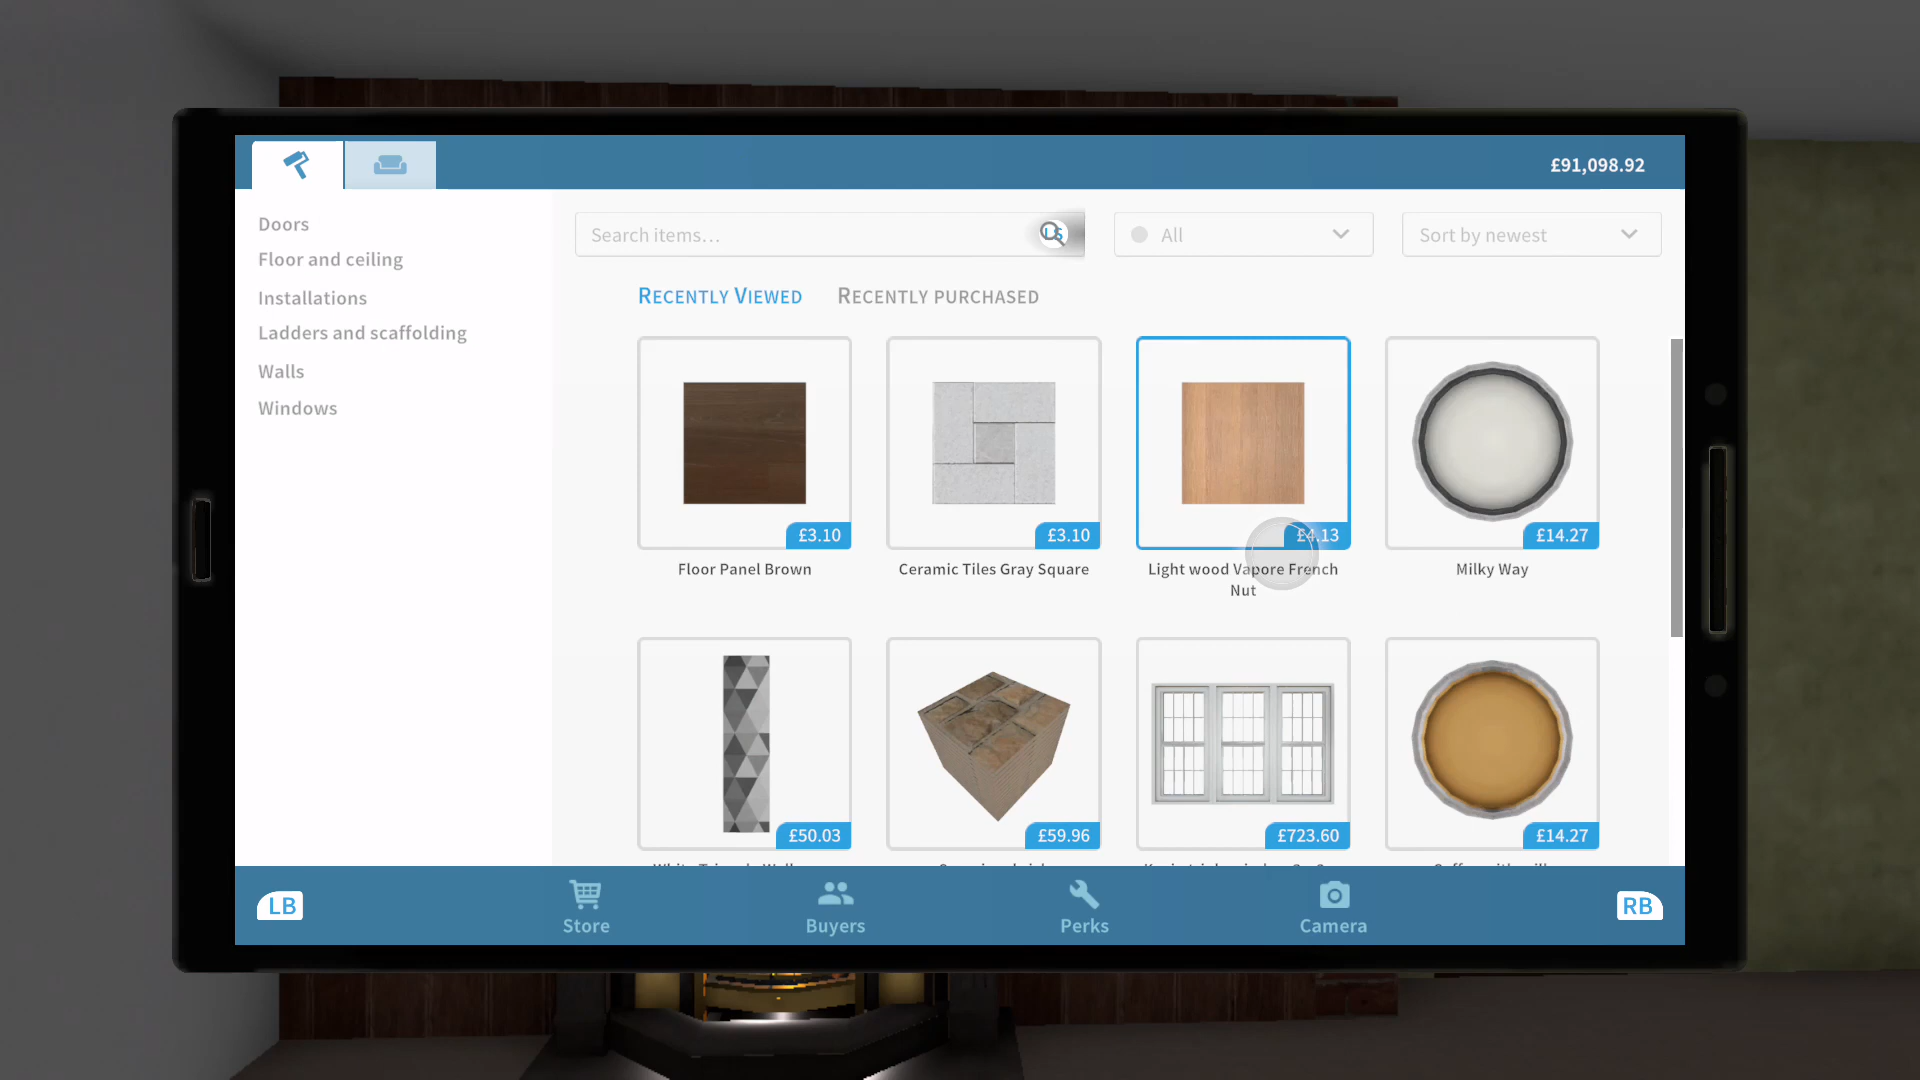 £91,098.92
Doors
Floor and ceiling
Installations
Ladders and scaffolding
Walls
Windows
Search items...
LS
All
Sort by newest
RECENTLY VIEWED
RECENTLY PURCHASED
£3.10
£3.10
£4.13
£14.27
Floor Panel Brown
Ceramic Tiles Gray Square
Light wood Vapore French
Nut
Milky Way
£50.03
£59.96
£723.60
£14.27
LB
Store
Buyers
Perks
Camera
RB